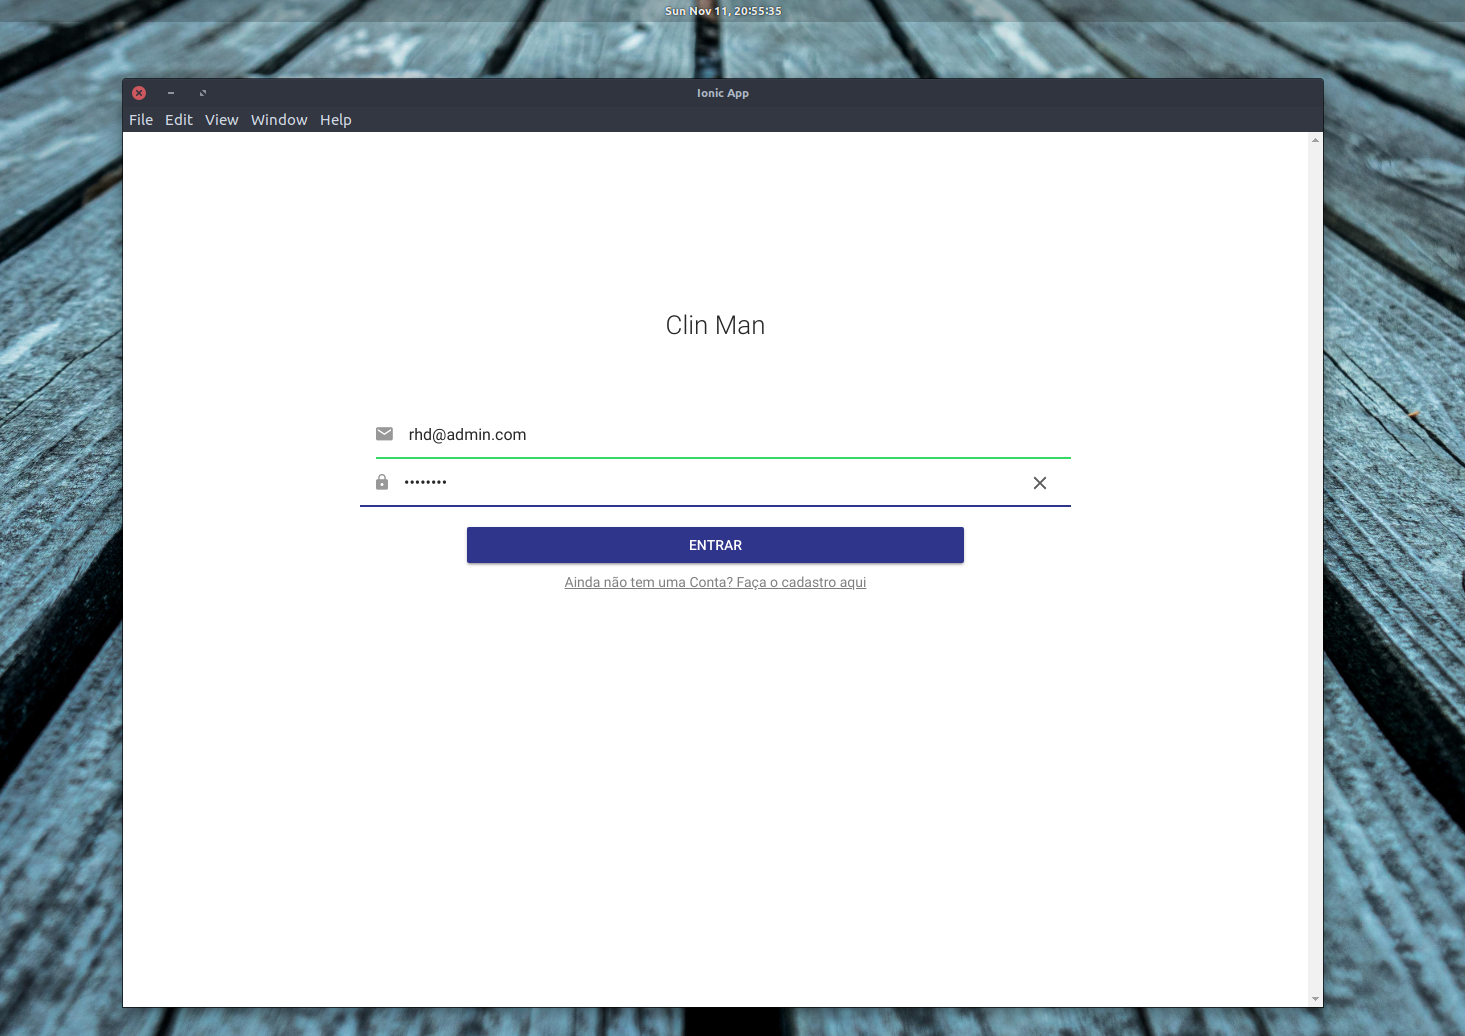 Sun Nov 11, 20:55:35
Ionic App
File Edit View Window Help
Clin Man
rhd@admin.com
••••••••
ENTRAR
Ainda não tem uma Conta? Faça o cadastro aqui